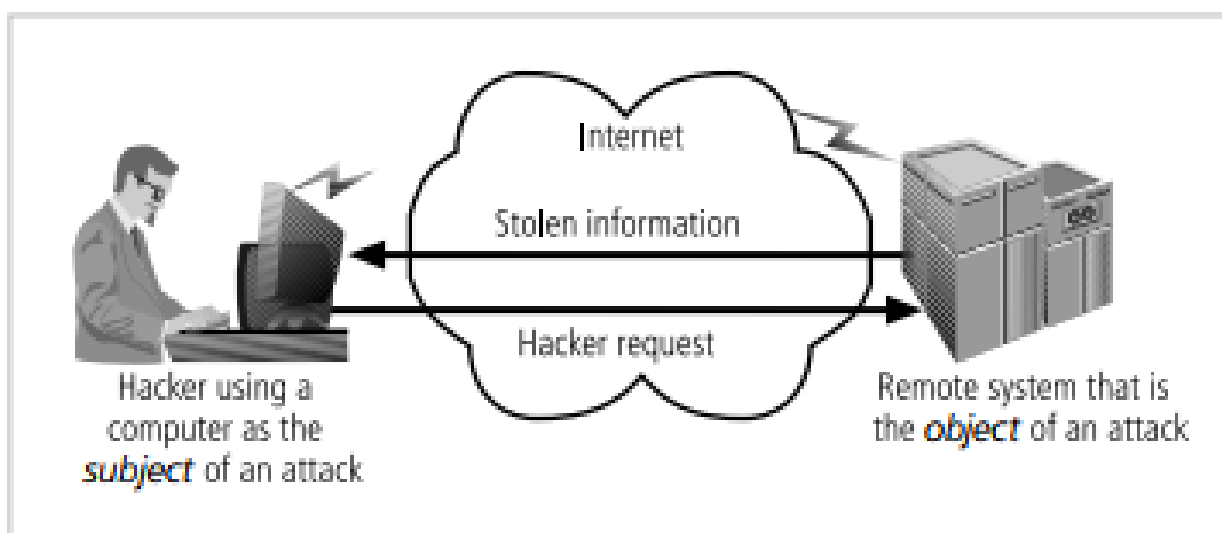 Internet
Stolen information
Hacker request
Hacker using a
computer as the
subject of an attack
Remote system that is
the object of an attack